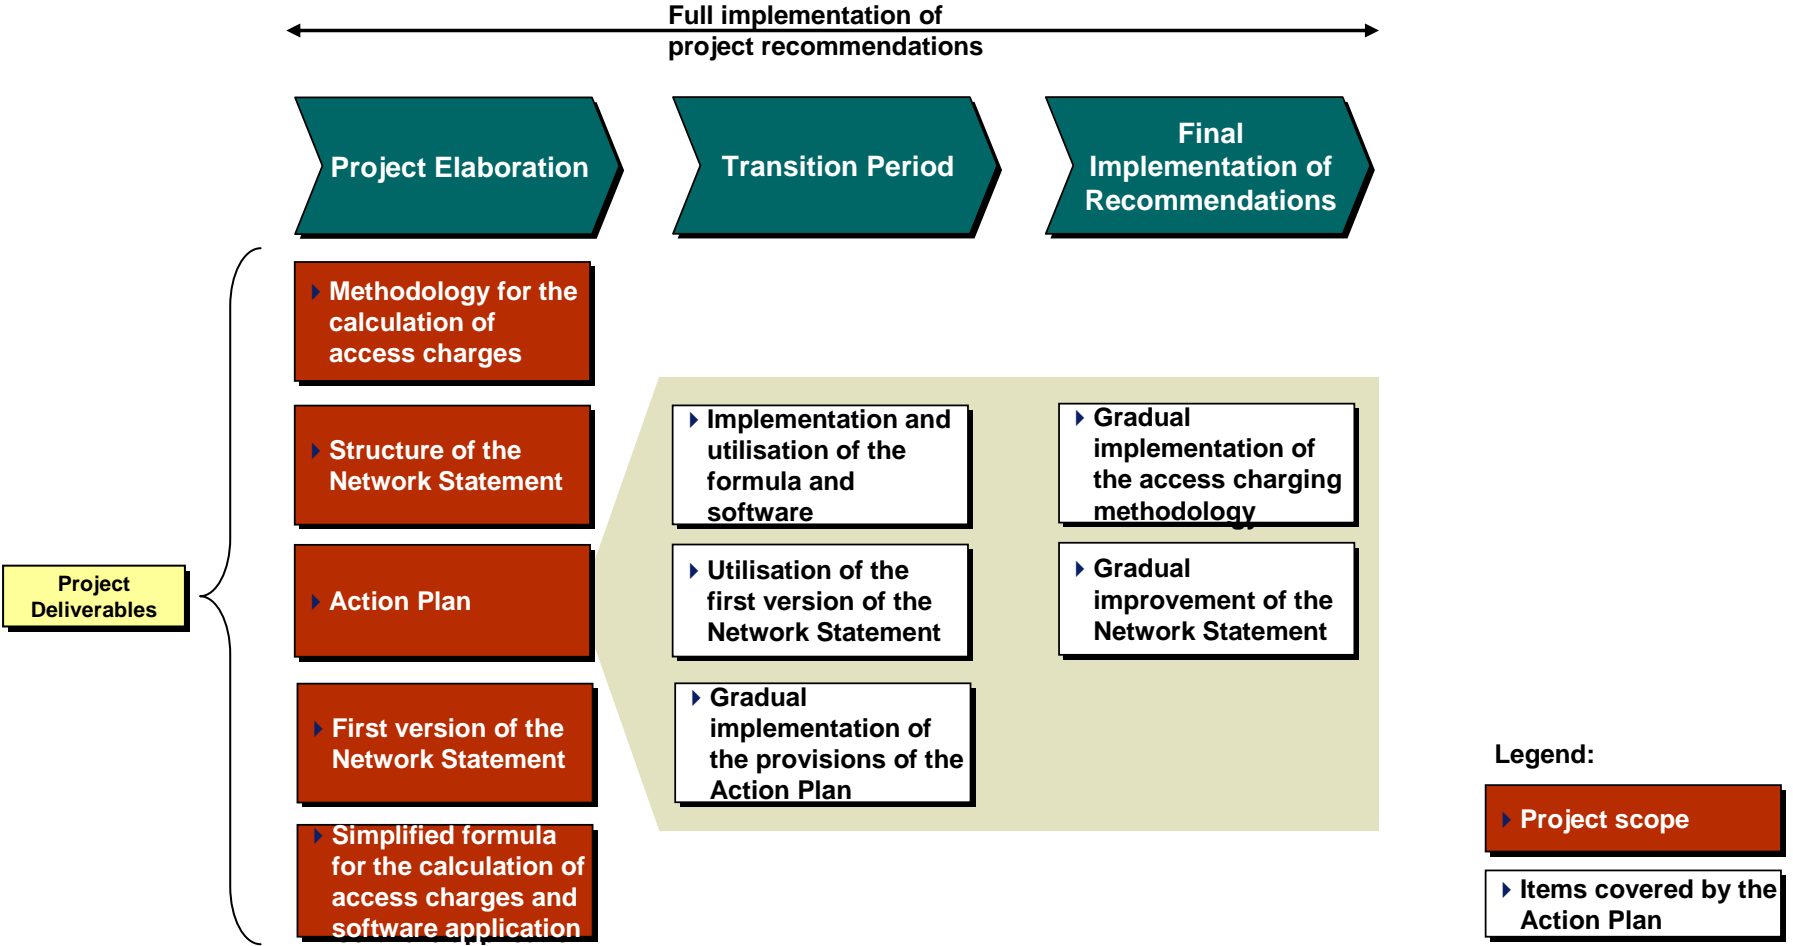 Full implementation of
project recommendations
Project Elaboration
Transition Period
Final
Implementation of
Recommendations
Methodology for the
calculation of
access charges
Structure of the
Network Statement
Implementation and
utilisation of the
formula and
software
Gradual
implementation of
the access charging
methodology
Project
Deliverables
Action Plan
Utilisation of the
first version of the
Network Statement
Gradual
improvement of the
Network Statement
First version of the
Network Statement
Gradual
implementation of
the provisions of the
Action Plan
Simplified formula
for the calculation of
access charges and
software application
Legend:
Project scope
Items covered by the
Action Plan